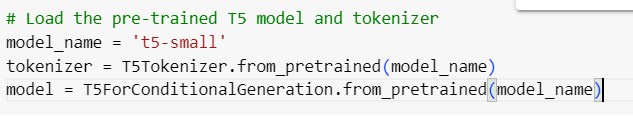 # Load the pre-trained T5 model and tokenizer
model_name = 't5-small'
tokenizer = T5Tokenizer.from_pretrained(model_name)
model = T5ForConditionalGeneration.from_pretrained(model_name)